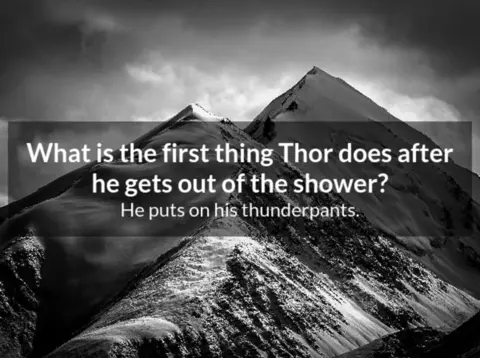 What is the first thing Thor does after
he gets out of the shower?
He puts on his thunderpants.